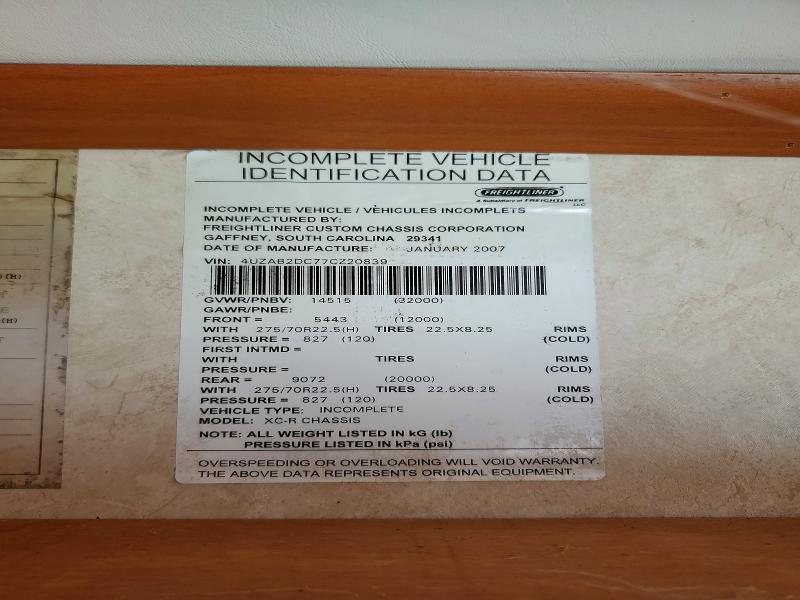 INCOMPLETE VEHICLE
IDENTIFICATION DATA
FREIGHTLINER
A Subsidiary of FREIGHTLINER LLC
INCOMPLETE VEHICLE / VÈHICULES INCOMPLETS
MANUFACTURED BY:
FREIGHTLINER CUSTOM CHASSIS CORPORATION
GAFFNEY, SOUTH CAROLINA 29341
DATE OF MANUFACTURE: JANUARY 2007
VIN: 4UZAB2DC77CZ20839
GVWR/PNBV: 14515 (32000)
GAWR/PNBE:
FRONT = 5443 (12000)
WITH 275/70R22.5(H) TIRES 22.5X8.25 RIMS
PRESSURE = 827 (120) (COLD)
FIRST INTMD =
WITH TIRES RIMS
PRESSURE = (COLD)
REAR = 9072 (20000)
WITH 275/70R22.5(H) TIRES 22.5X8.25 RIMS
PRESSURE = 827 (120) (COLD)
VEHICLE TYPE: INCOMPLETE
MODEL: XC-R CHASSIS
NOTE: ALL WEIGHT LISTED IN kG (lb)
PRESSURE LISTED IN kPa (psi)
OVERSPEEDING OR OVERLOADING WILL VOID WARRANTY.
THE ABOVE DATA REPRESENTS ORIGINAL EQUIPMENT.